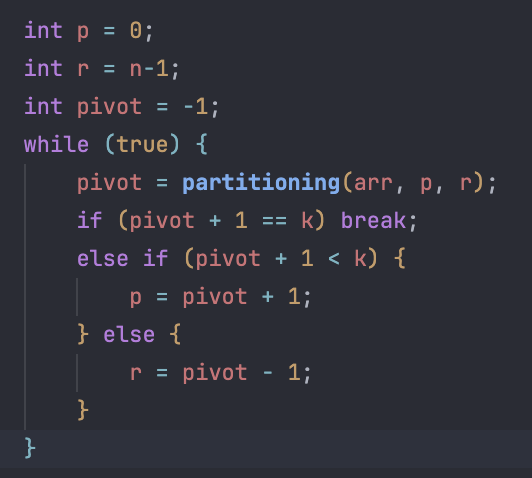 int p = 0;
int r = n-1;
int pivot = -1;
while (true) {
    pivot = partitioning(arr, p, r);
    if (pivot + 1 == k) break;
    else if (pivot + 1 < k) {
        p = pivot + 1;
    } else {
        r = pivot - 1;
    }
}